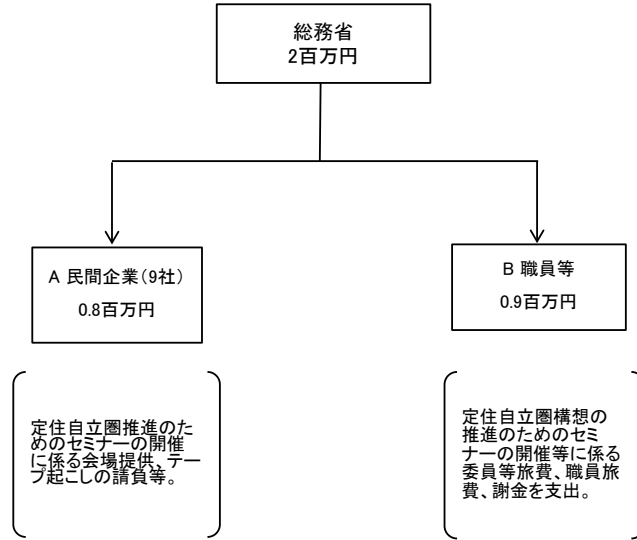 総務省
2百万円
A 民間企業(9社)
0.8百万円
B 職員等
0.9百万円
定住自立圏推進のた
めのセミナーの開催
に係る会場提供、テー
プ起こしの請負等。
定住自立圏構想の
推進のためのセミ
ナーの開催等に係る
委員等旅費、職員旅
費、謝金を支出。